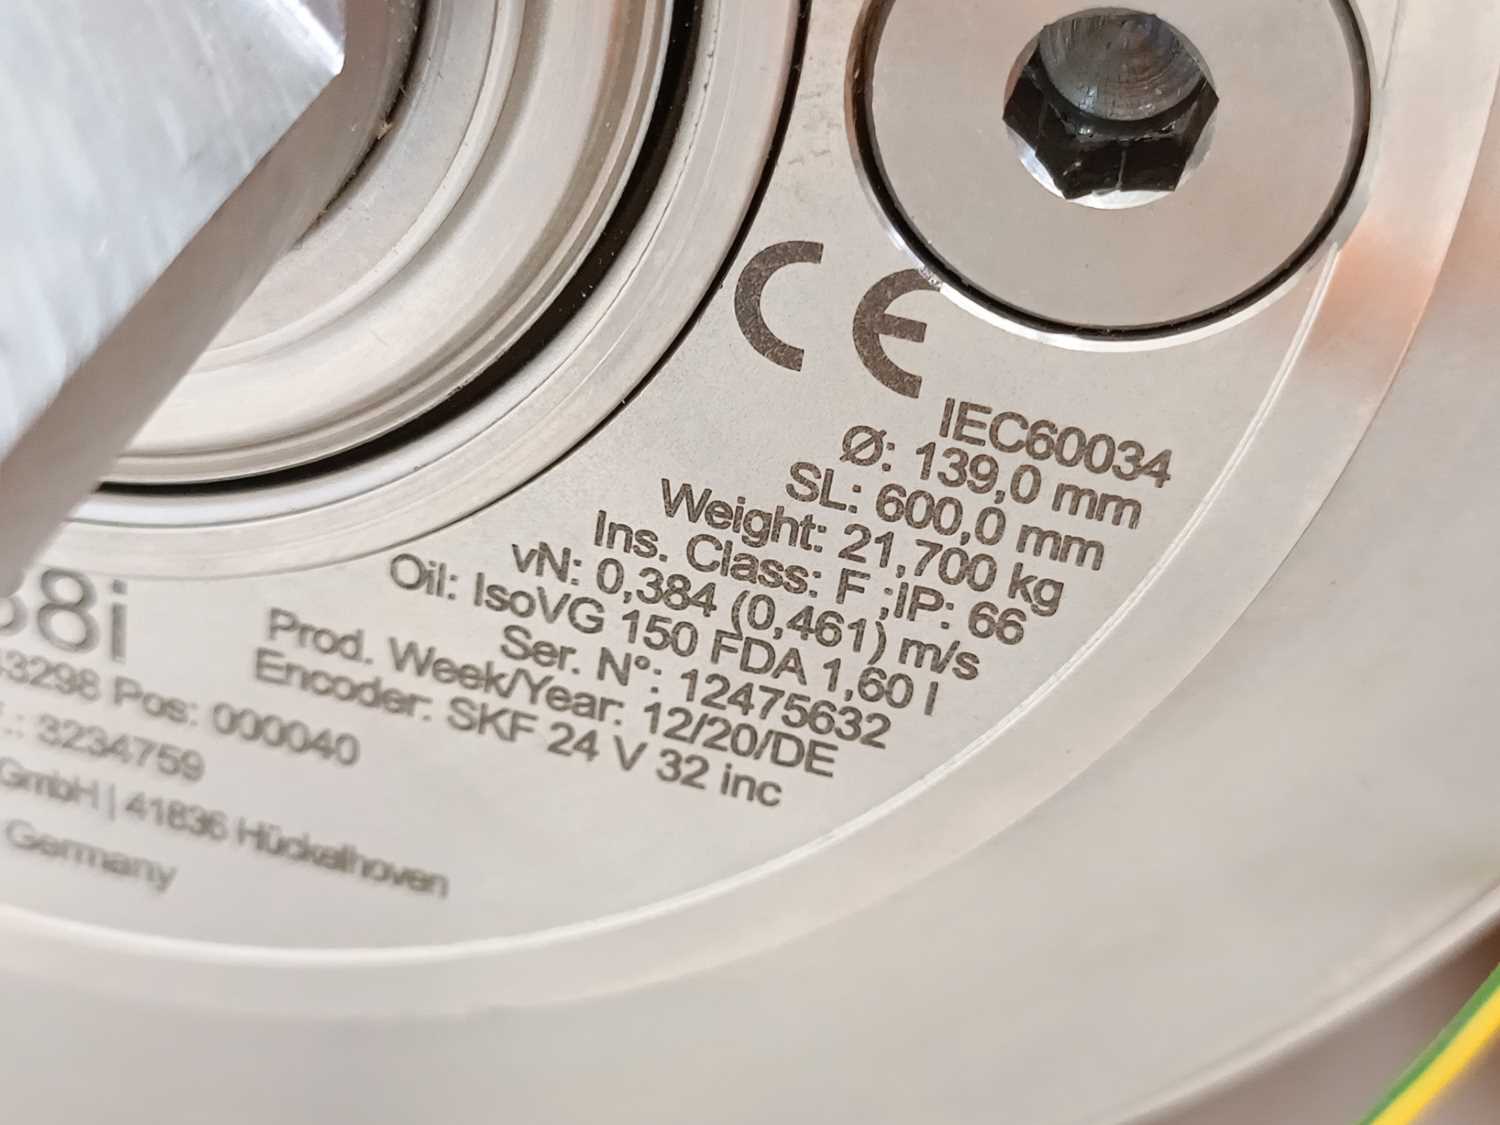 CE
IEC60034
Ø: 139,0 mm
SL: 600,0 mm
Weight: 21,700 kg
Ins. Class: F ;IP: 66
vN: 0,384 (0,461) m/s
Oil: IsoVG 150 FDA 1,60 l
Ser. N°: 12475632
Prod. Week/Year: 12/20/DE
Encoder: SKF 24 V 32 inc
8i
3298 Pos: 000040
.: 3234759
GmbH | 41836 Hückelhoven
Germany